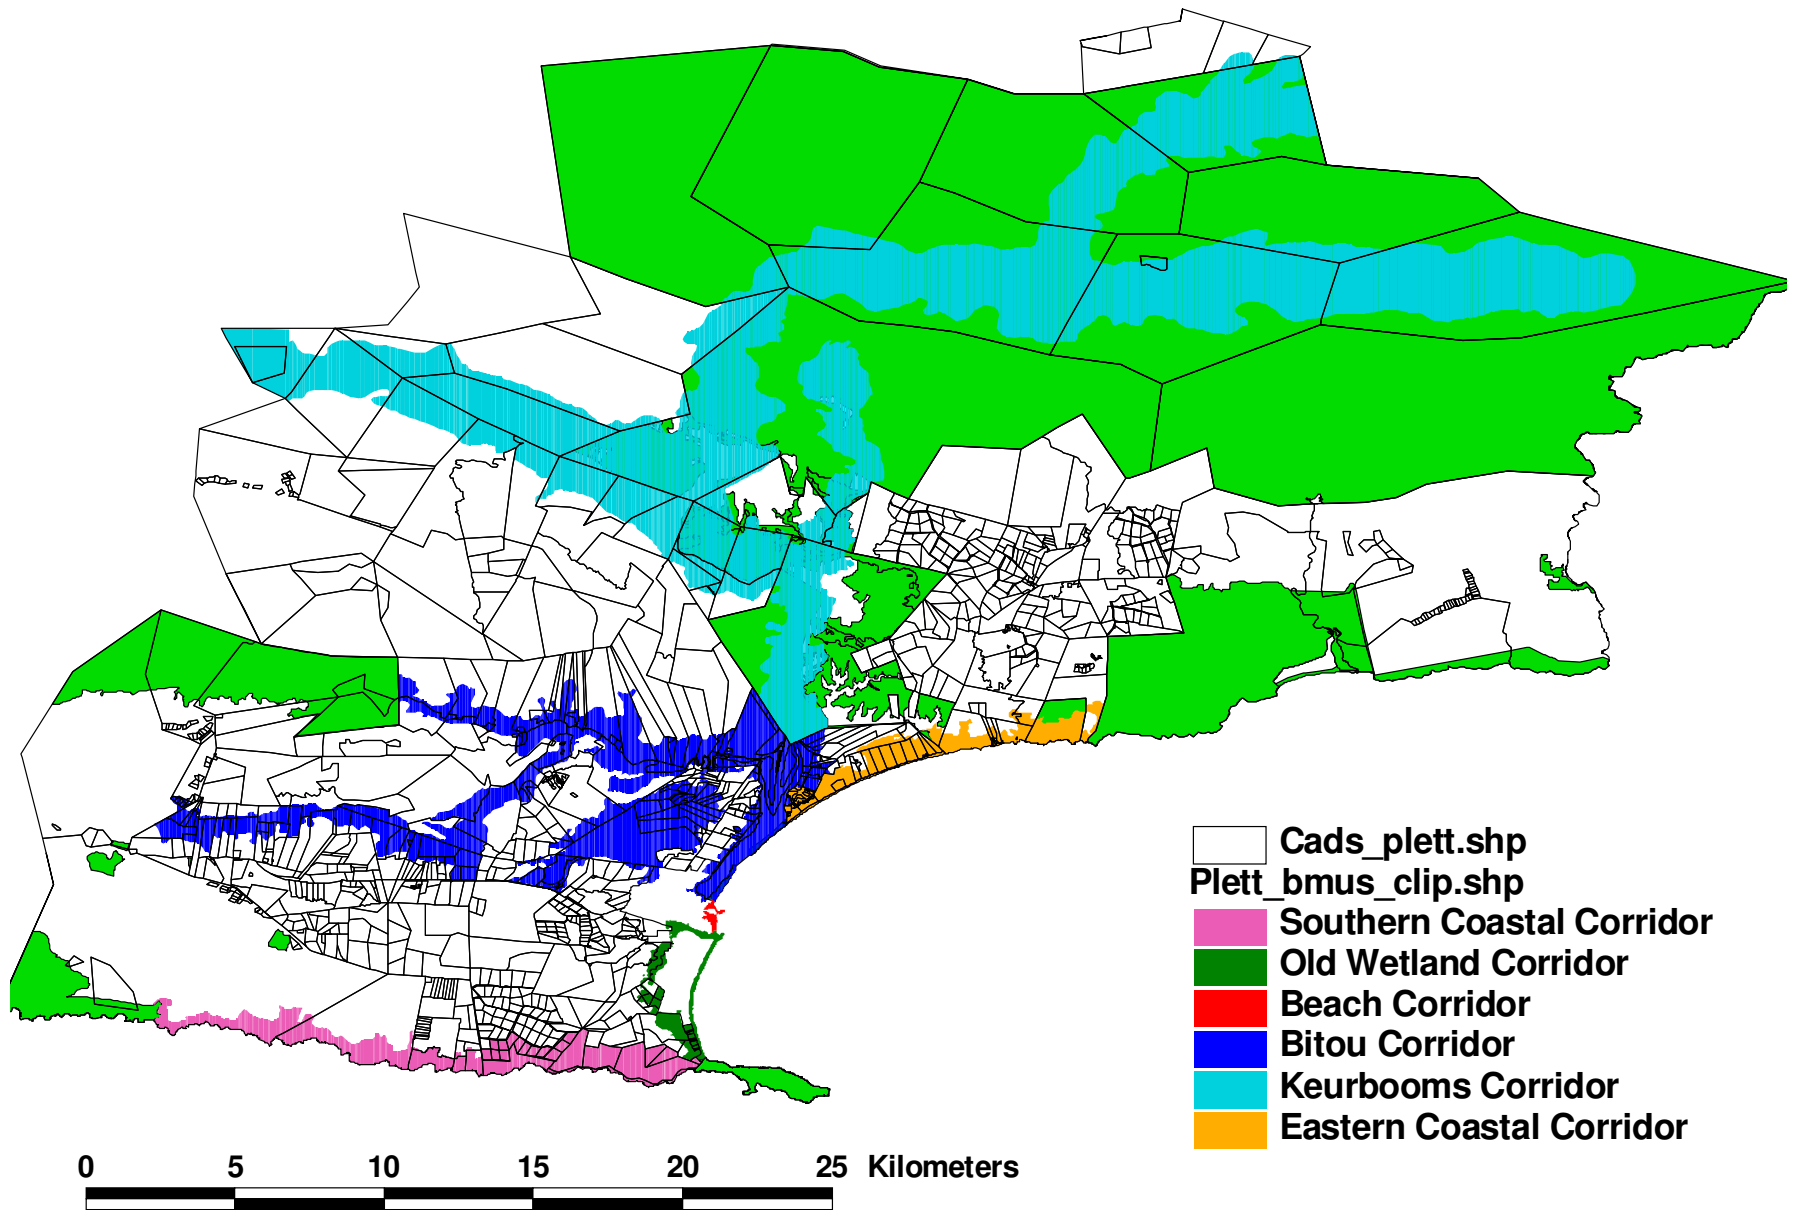 Cads_plett.shp
Plett_bmus_clip.shp
Southern Coastal Corridor
Old Wetland Corridor
Beach Corridor
Bitou Corridor
Keurbooms Corridor
Eastern Coastal Corridor
0 5 10 15 20 25 Kilometers